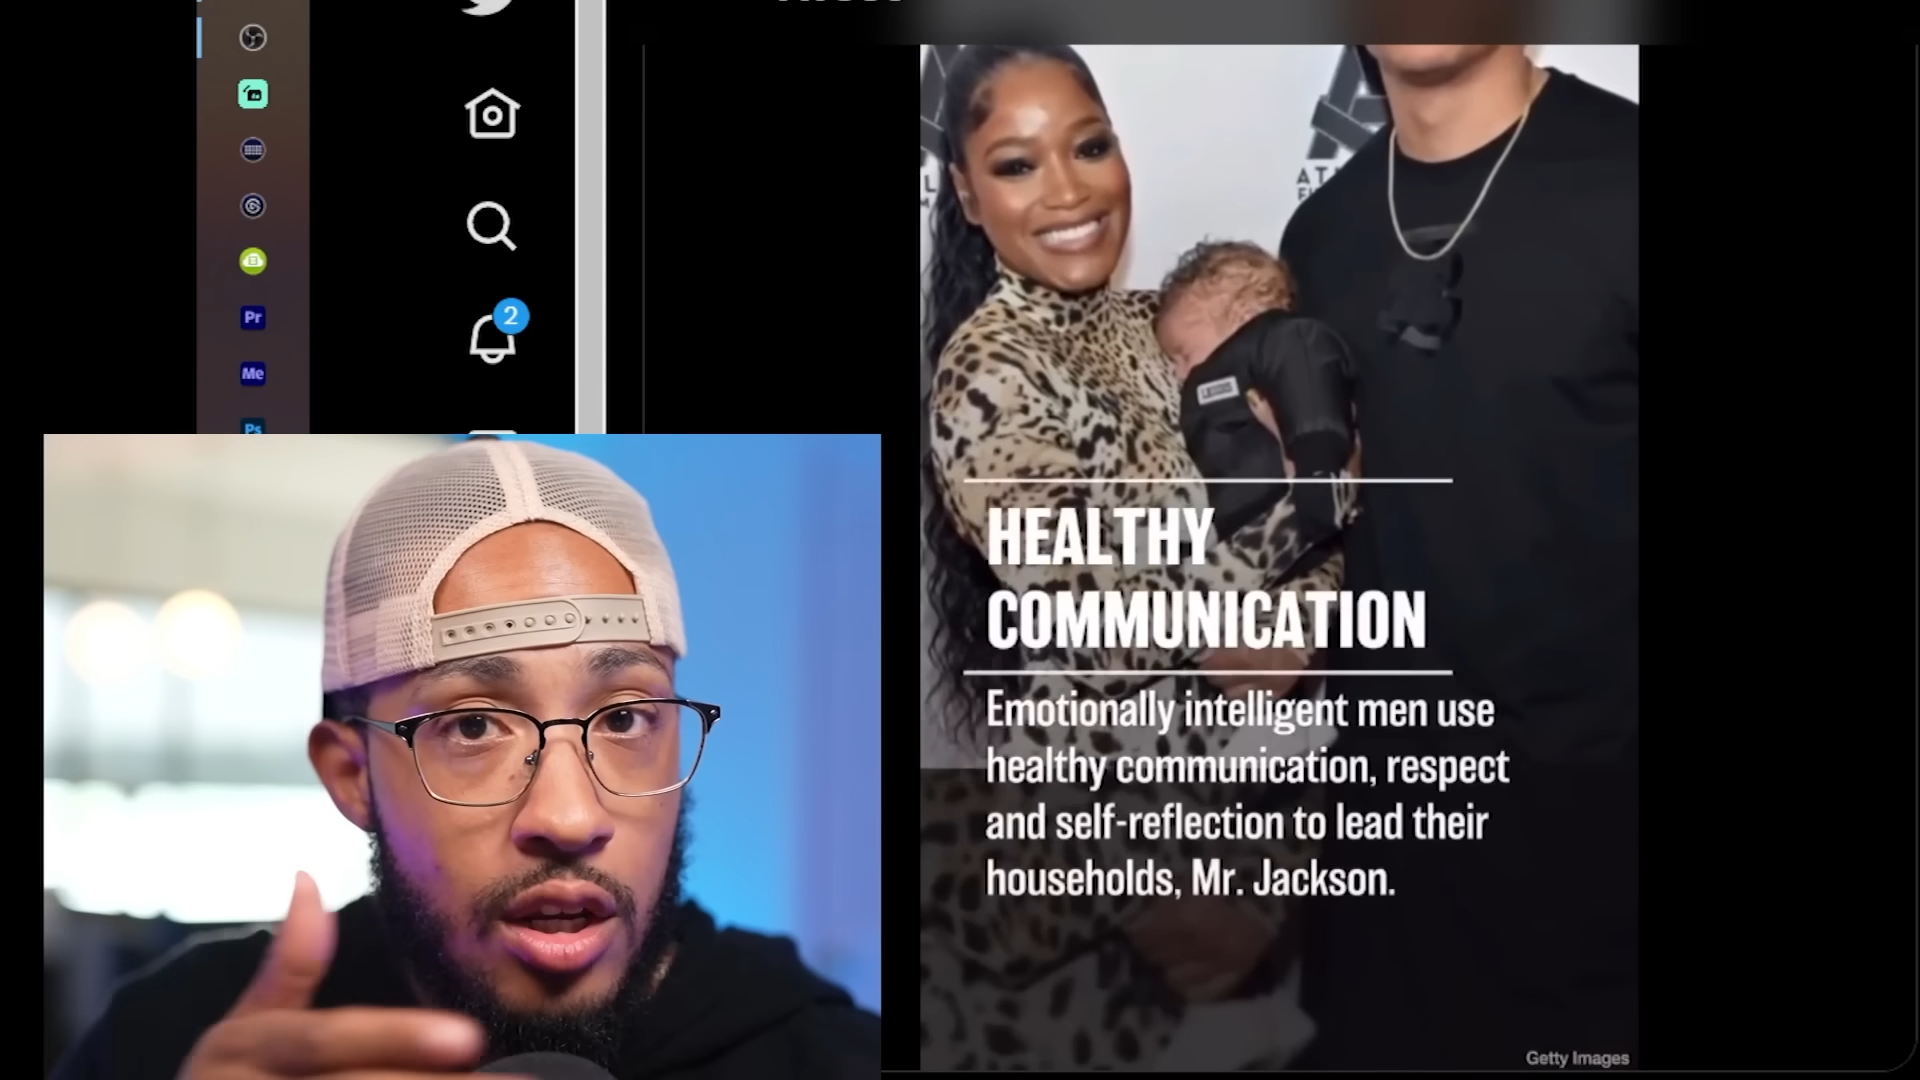 2
Pr
Me
Ps
HEALTHY
COMMUNICATION
Emotionally intelligent men use
healthy communication, respect
and self-reflection to lead their
households, Mr. Jackson.
Getty Images